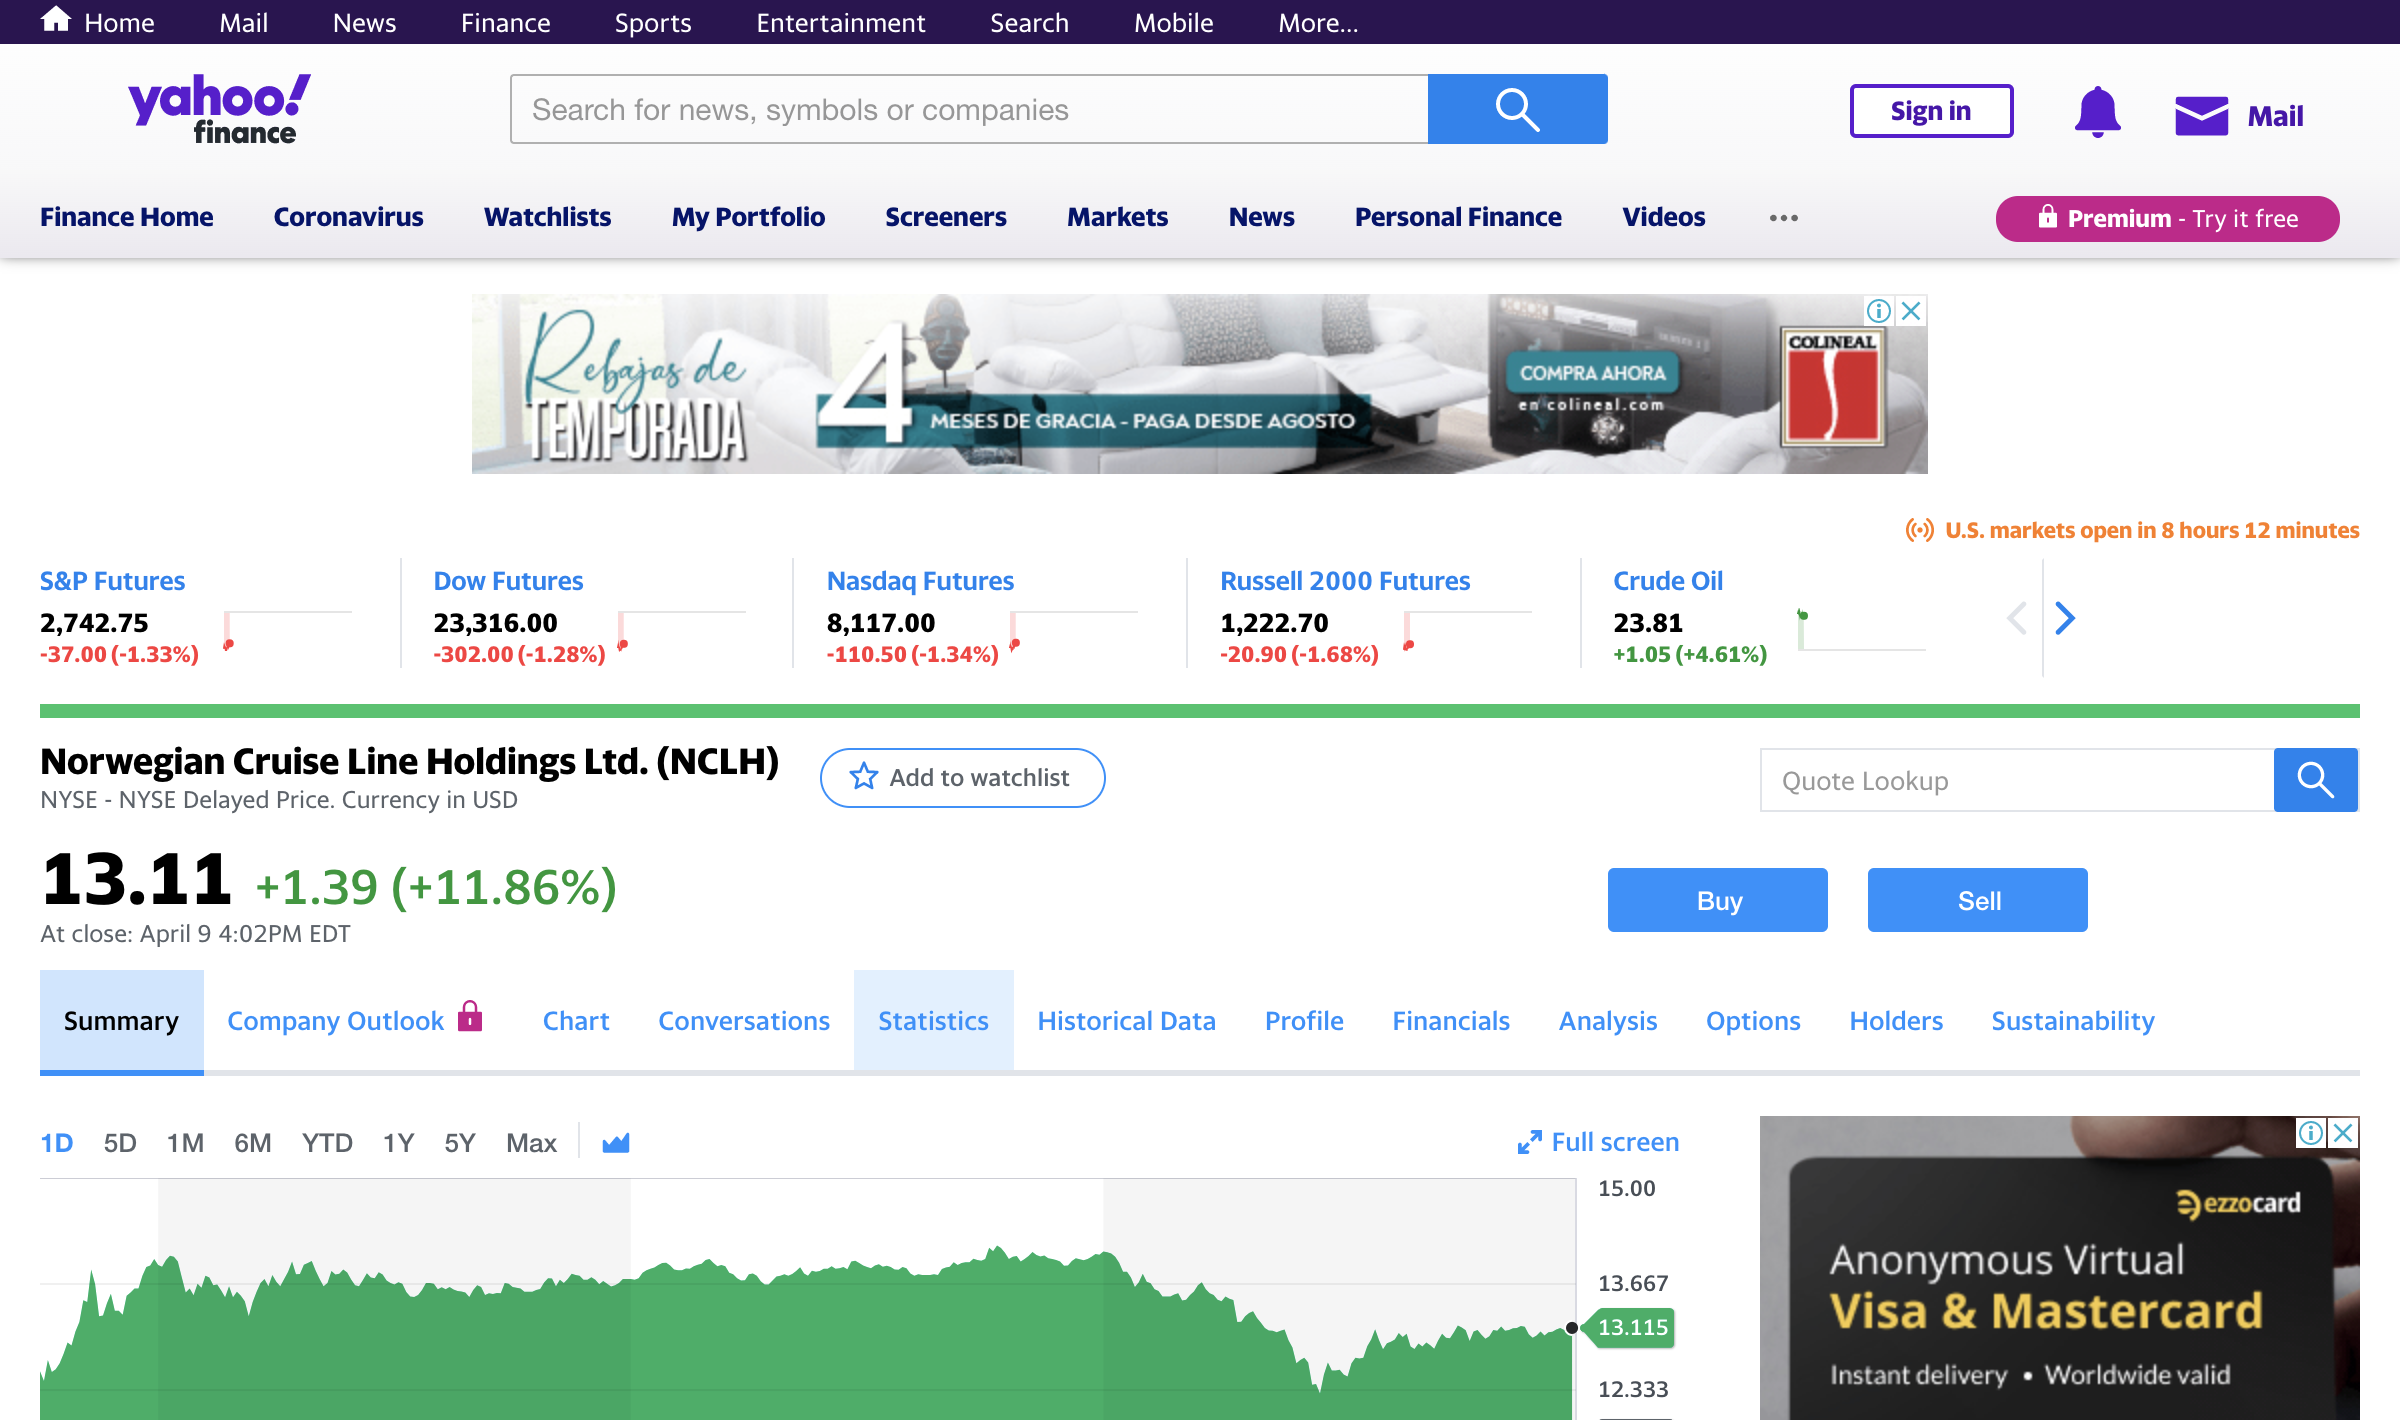 Home Mail News Finance Sports Entertainment Search Mobile More...
yahoo!
finance
Search for news, symbols or companies
Sign in
Mail
Finance Home Coronavirus Watchlists My Portfolio Screeners Markets News Personal Finance Videos
Premium - Try it free
Rebajas de
TEMPORADA
4
MESES DE GRACIA - PAGA DESDE AGOSTO
COMPRA AHORA
en colineal.com
COLINEAL
U.S. markets open in 8 hours 12 minutes
S&P Futures
2,742.75
-37.00 (-1.33%)
Dow Futures
23,316.00
-302.00 (-1.28%)
Nasdaq Futures
8,117.00
-110.50 (-1.34%)
Russell 2000 Futures
1,222.70
-20.90 (-1.68%)
Crude Oil
23.81
+1.05 (+4.61%)
Norwegian Cruise Line Holdings Ltd. (NCLH)
NYSE - NYSE Delayed Price. Currency in USD
Add to watchlist
Quote Lookup
13.11 +1.39 (+11.86%)
At close: April 9 4:02PM EDT
Buy
Sell
Summary Company Outlook Chart Conversations Statistics Historical Data Profile Financials Analysis Options Holders Sustainability
1D 5D 1M 6M YTD 1Y 5Y Max
Full screen
15.00
13.667
13.115
12.333
ezzocard
Anonymous Virtual
Visa & Mastercard
Instant delivery • Worldwide valid